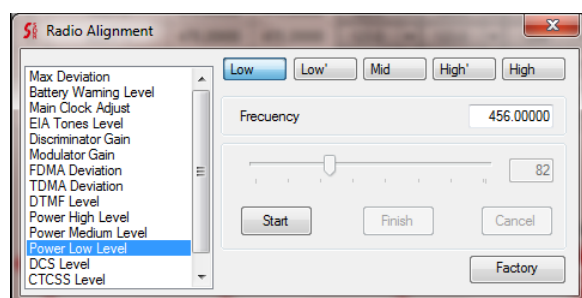 Radio Alignment
Max Deviation
Battery Warning Level
Main Clock Adjust
EIA Tones Level
Discriminator Gain
Modulator Gain
FDMA Deviation
TDMA Deviation
DTMF Level
Power High Level
Power Medium Level
Power Low Level
DCS Level
CTCSS Level
Low Low' Mid High' High
Frecuency 456.00000
82
Start Finish Cancel
Factory